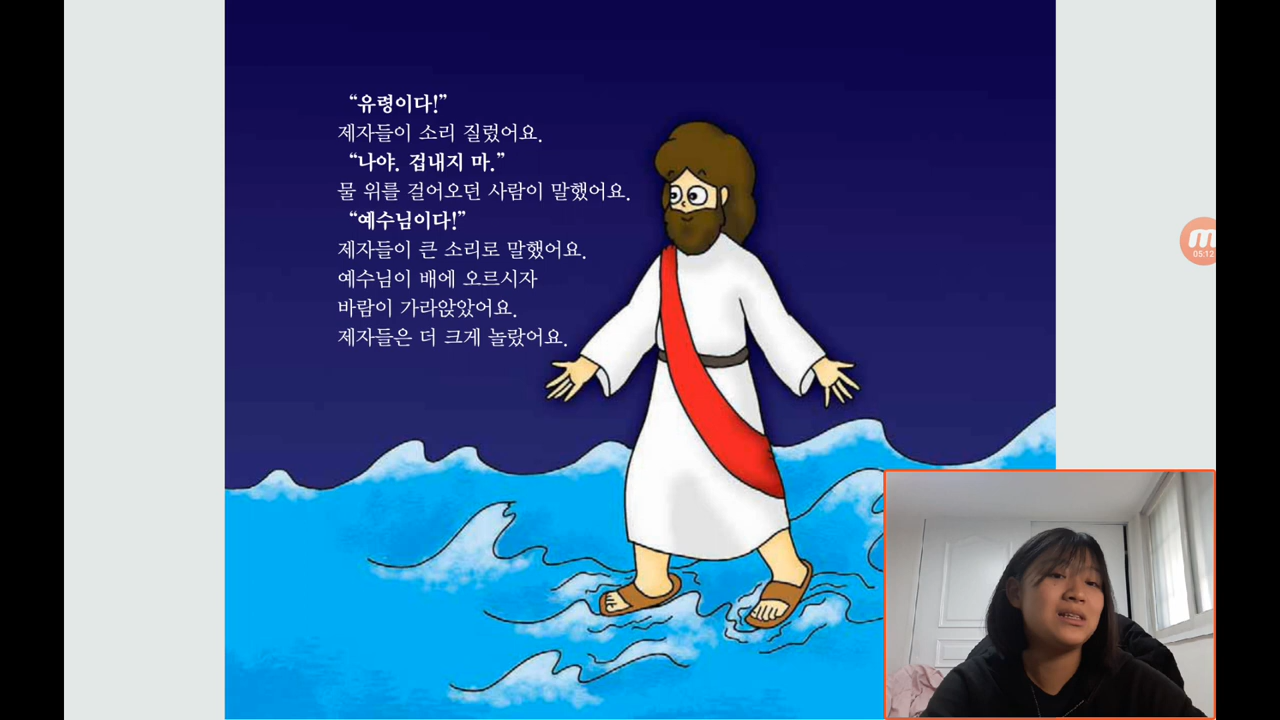 “유령이다!”
제자들이 소리 질렀어요.
“나야. 겁내지 마.”
물 위를 걸어오던 사람이 말했어요.
“예수님이다!”
제자들이 큰 소리로 말했어요.
예수님이 배에 오르시자
바람이 가라앉았어요.
제자들은 더 크게 놀랐어요.
m
05:12